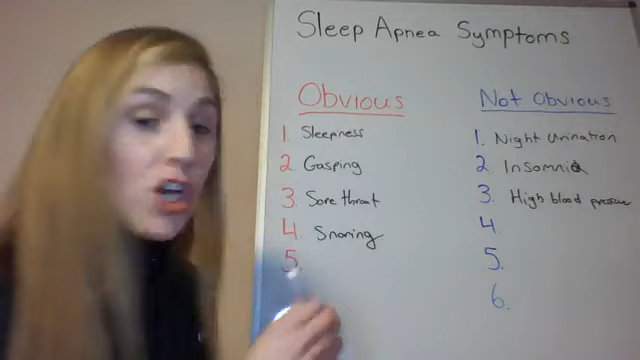 Sleep Apnea Symptoms
Obvious
1. Sleepness
2. Gasping
3. Sore throat
4. Snoring
5
Not Obvious
1. Night Urination
2 Insomnia
3. High blood pressure
4
5.
6.